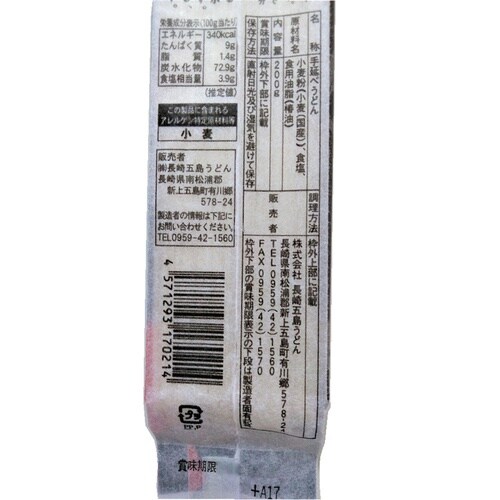 栄養成分表示(100g当たり)
エネルギー 340kcal
たんぱく質 9g
脂質 1.4g
炭水化物 72.9g
食塩相当量 3.9g
(推定値)
この製品に含まれる
アレルゲン特定原材料等
小麦
販売者
㈱長崎五島うどん
長崎県南松浦郡
新上五島町有川郷
578-24
製造者の情報は下記に
お問い合わせください。
TEL0959-42-1560
4 571293 170214
名称 手延べうどん
原材料名 小麦粉(小麦(国産))、食塩、
食用油脂(椿油)
内容量 200g
賞味期限 枠外下部に記載
保存方法 直射日光及び湿気を避けて保存
調理方法 枠外上部に記載
販売者 株式会社 長崎五島うどん
長崎県南松浦郡新上五島町有川郷578-2
TEL0959(42)1560
FAX0959(42)1570
枠外下部の賞味期限表示の下段は製造者固有記
プラ
PP,P
賞味期限
+A17